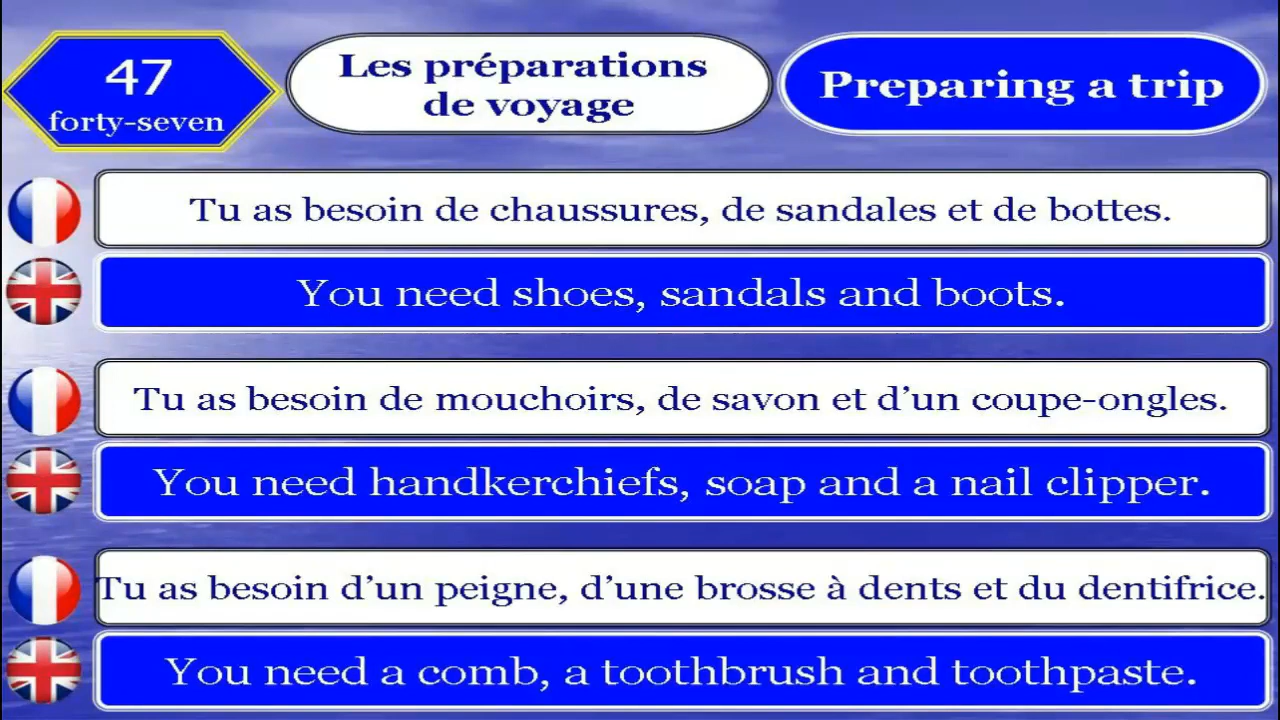 47
forty-seven
Les préparations
de voyage
Preparing a trip
Tu as besoin de chaussures, de sandales et de bottes.
You need shoes, sandals and boots.
Tu as besoin de mouchoirs, de savon et d’un coupe-ongles.
You need handkerchiefs, soap and a nail clipper.
Tu as besoin d’un peigne, d’une brosse à dents et du dentifrice.
You need a comb, a toothbrush and toothpaste.